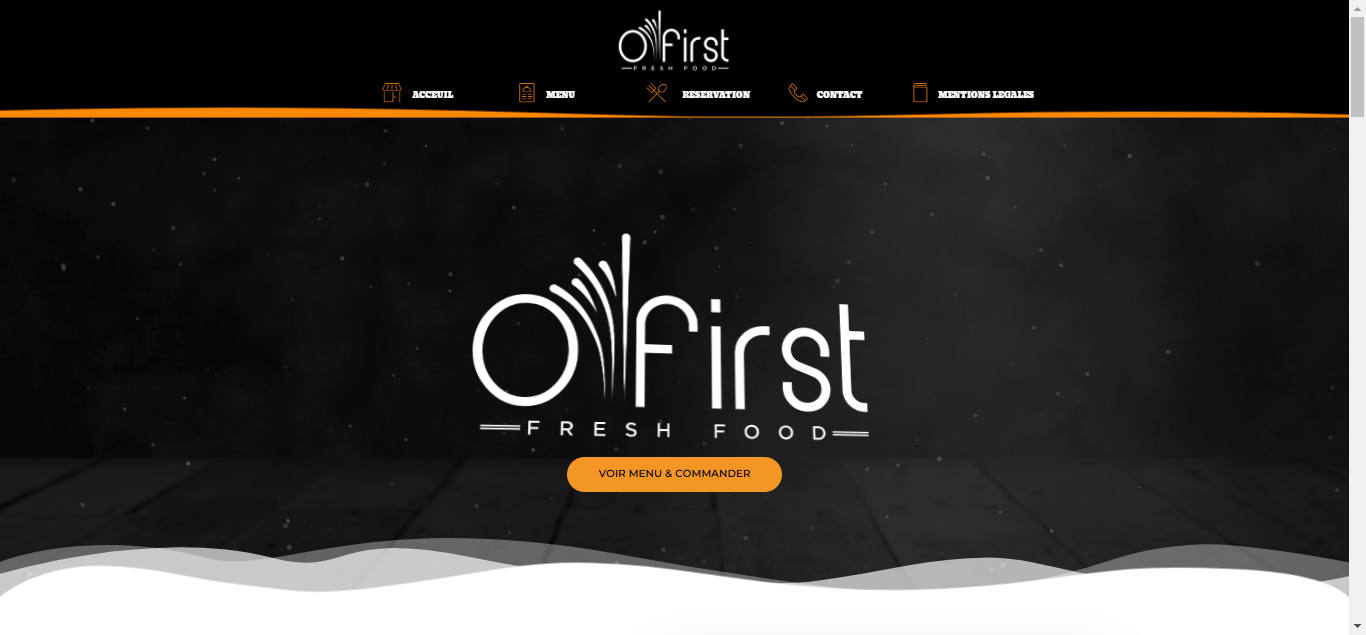 O'First
FRESH FOOD
ACCEUIL MENU RESERVATION CONTACT MENTIONS LEGALES
O'First
FRESH FOOD
VOIR MENU & COMMANDER